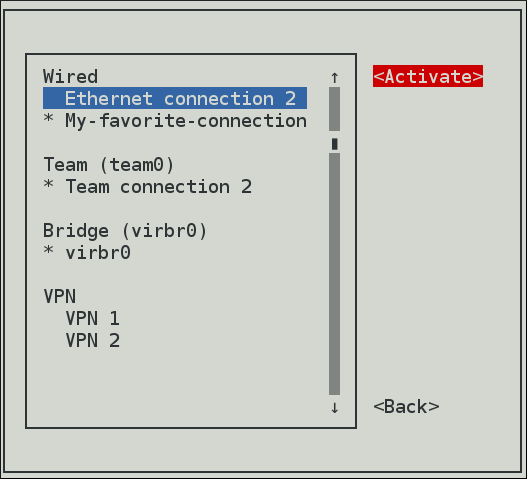 Wired
Ethernet connection 2
* My-favorite-connection
Team (team0)
* Team connection 2
Bridge (virbr0)
* virbr0
VPN
VPN 1
VPN 2
↑
↓
<Activate>
<Back>